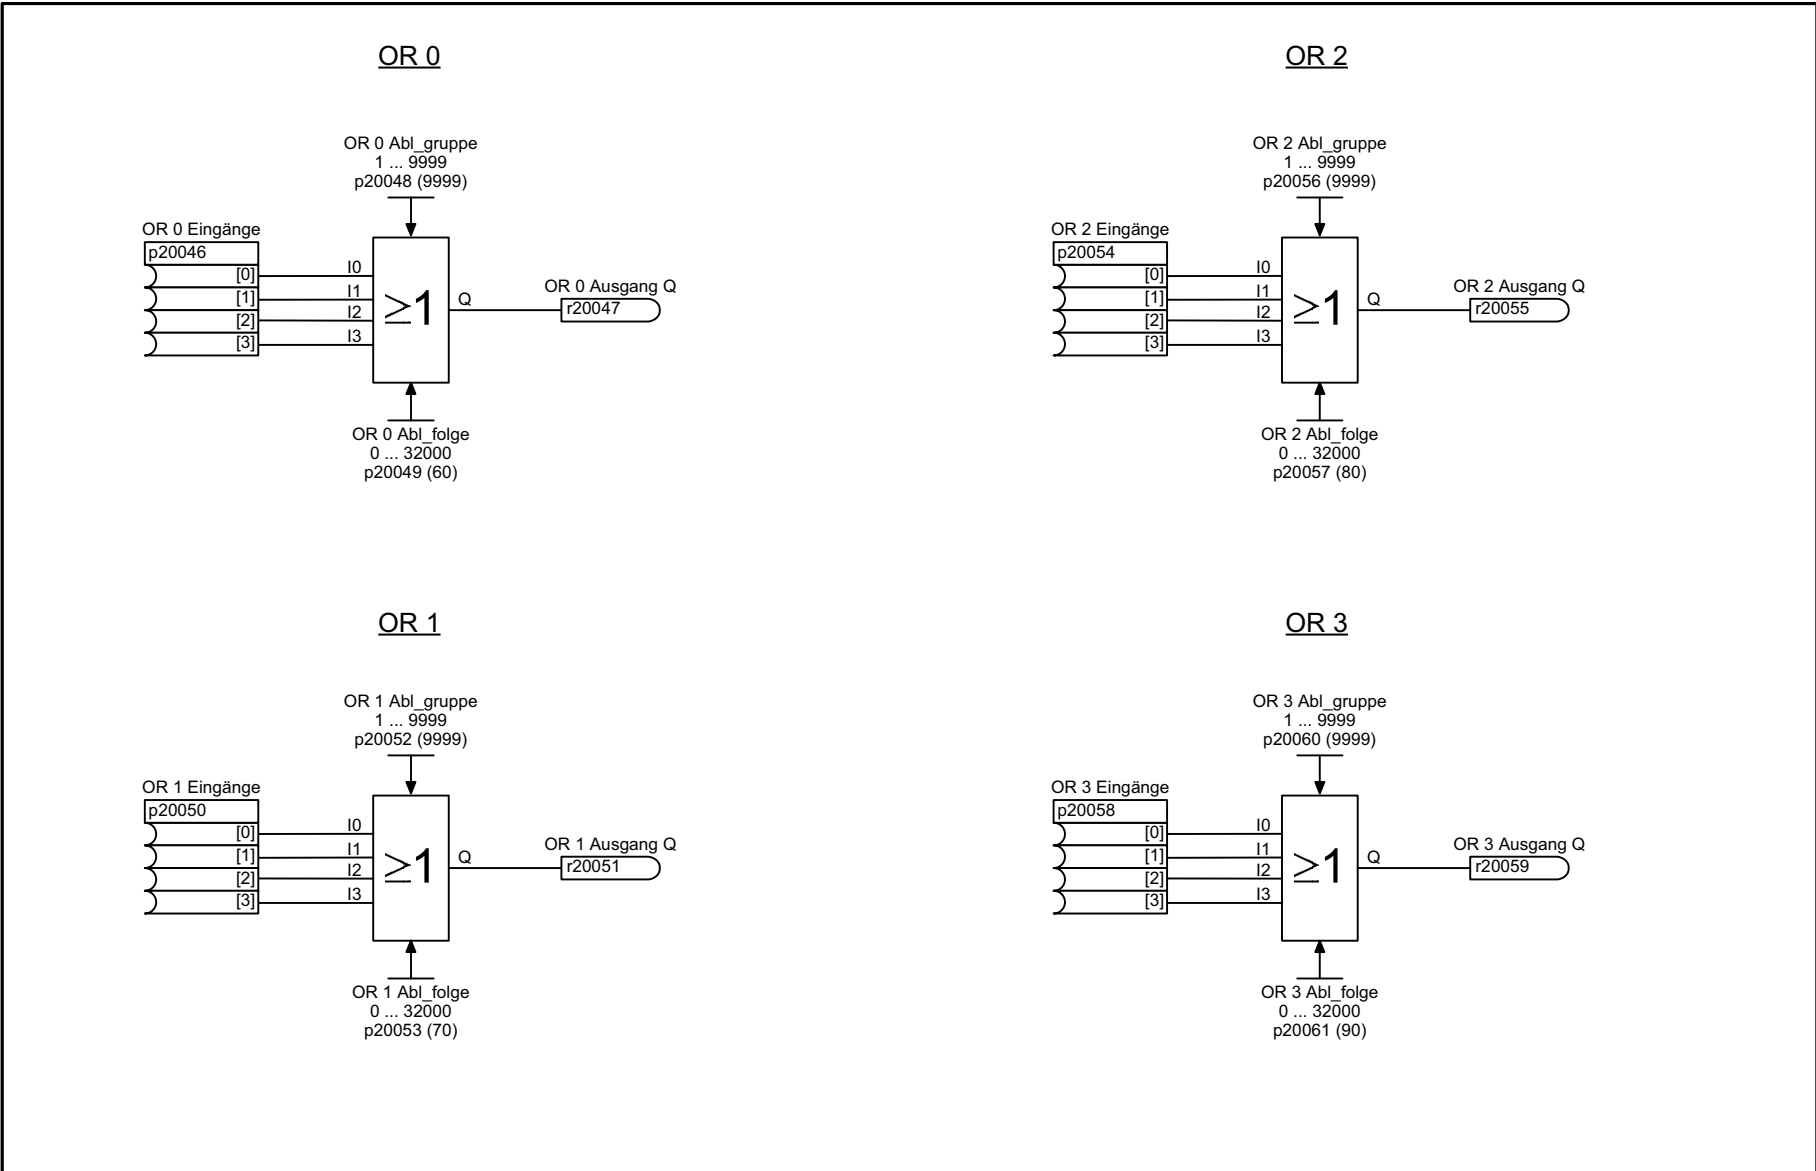 OR 0
OR 0 Abl_gruppe
1 ... 9999
p20048 (9999)
OR 0 Eingänge
p20046
[0]
[1]
[2]
[3]
I0
I1
I2
I3
≥1
Q
OR 0 Ausgang Q
r20047
OR 0 Abl_folge
0 ... 32000
p20049 (60)
OR 2
OR 2 Abl_gruppe
1 ... 9999
p20056 (9999)
OR 2 Eingänge
p20054
[0]
[1]
[2]
[3]
I0
I1
I2
I3
≥1
Q
OR 2 Ausgang Q
r20055
OR 2 Abl_folge
0 ... 32000
p20057 (80)
OR 1
OR 1 Abl_gruppe
1 ... 9999
p20052 (9999)
OR 1 Eingänge
p20050
[0]
[1]
[2]
[3]
I0
I1
I2
I3
≥1
Q
OR 1 Ausgang Q
r20051
OR 1 Abl_folge
0 ... 32000
p20053 (70)
OR 3
OR 3 Abl_gruppe
1 ... 9999
p20060 (9999)
OR 3 Eingänge
p20058
[0]
[1]
[2]
[3]
I0
I1
I2
I3
≥1
Q
OR 3 Ausgang Q
r20059
OR 3 Abl_folge
0 ... 32000
p20061 (90)